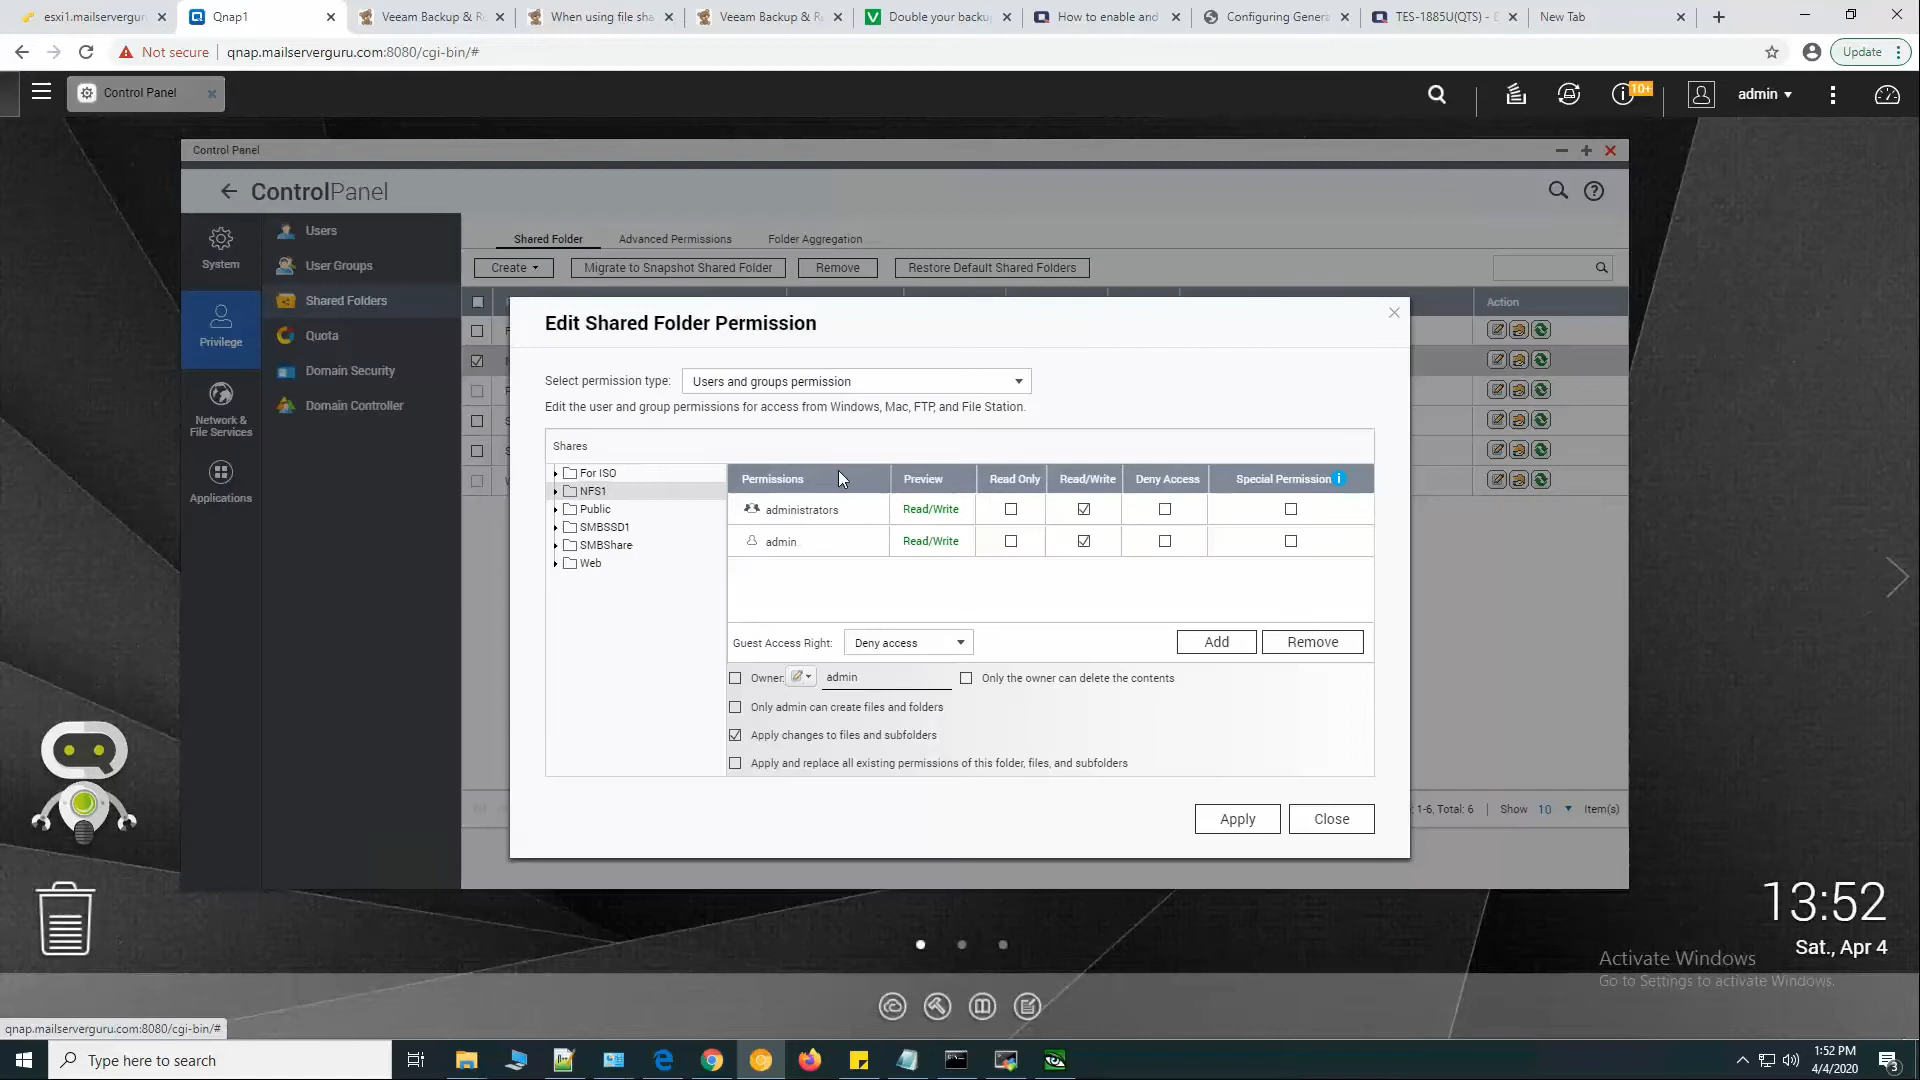 esxi1.mailservergur
Qnap1
Veeam Backup & R
When using file sha
Veeam Backup & R
Double your backu
How to enable and
Configuring Genera
TES-1885U(QTS) -
New Tab
Not secure
qnap.mailserverguru.com:8080/cgi-bin/#
Update
Control Panel
10+
admin
Control Panel
ControlPanel
System
Privilege
Network &
File Services
Applications
Users
User Groups
Shared Folders
Quota
Domain Security
Domain Controller
Shared Folder
Advanced Permissions
Folder Aggregation
Create
Migrate to Snapshot Shared Folder
Remove
Restore Default Shared Folders
Action
Edit Shared Folder Permission
Select permission type:
Users and groups permission
Edit the user and group permissions for access from Windows, Mac, FTP, and File Station.
Shares
For ISO
NFS1
Public
SMBSSD1
SMBShare
Web
Permissions
Preview
Read Only
Read/Write
Deny Access
Special Permission
administrators
Read/Write
admin
Read/Write
Guest Access Right:
Deny access
Add
Remove
Owner:
admin
Only the owner can delete the contents
Only admin can create files and folders
Apply changes to files and subfolders
Apply and replace all existing permissions of this folder, files, and subfolders
Apply
Close
1-6, Total: 6 | Show 10 Item(s)
13:52
Sat., Apr 4
Activate Windows
Go to Settings to activate Windows.
qnap.mailserverguru.com:8080/cgi-bin/#
Type here to search
1:52 PM
4/4/2020
3